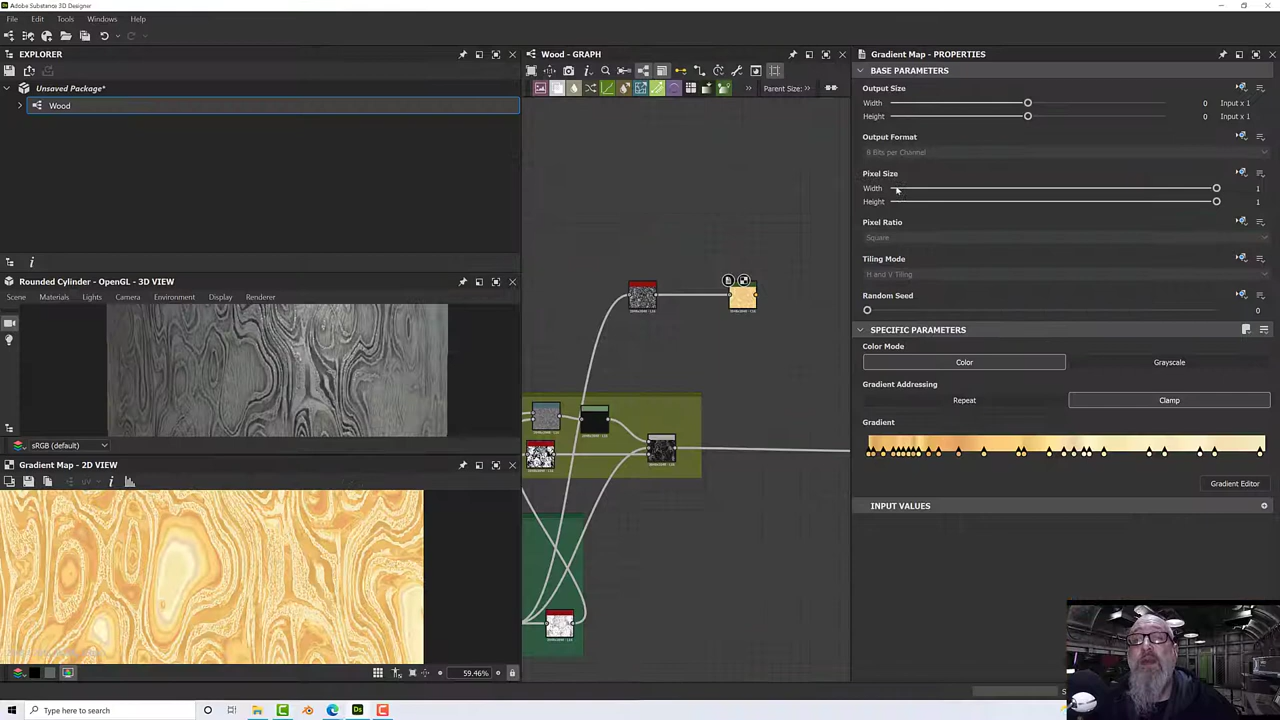 Adobe Substance 3D Designer
File Edit Tools Windows Help
EXPLORER
Unsaved Package*
Wood
Rounded Cylinder - OpenGL - 3D VIEW
Scene Materials Lights Camera Environment Display Renderer
sRGB (default)
Gradient Map - 2D VIEW
UV
59.46%
Wood - GRAPH
Parent Size:
Gradient Map - PROPERTIES
BASE PARAMETERS
Output Size
Width 0 Input x 1
Height 0 Input x 1
Output Format
8 Bits per Channel
Pixel Size
Width 1
Height 1
Pixel Ratio
Square
Tiling Mode
H and V Tiling
Random Seed
0
SPECIFIC PARAMETERS
Color Mode
Color Grayscale
Gradient Addressing
Repeat Clamp
Gradient
Gradient Editor
INPUT VALUES
Type here to search